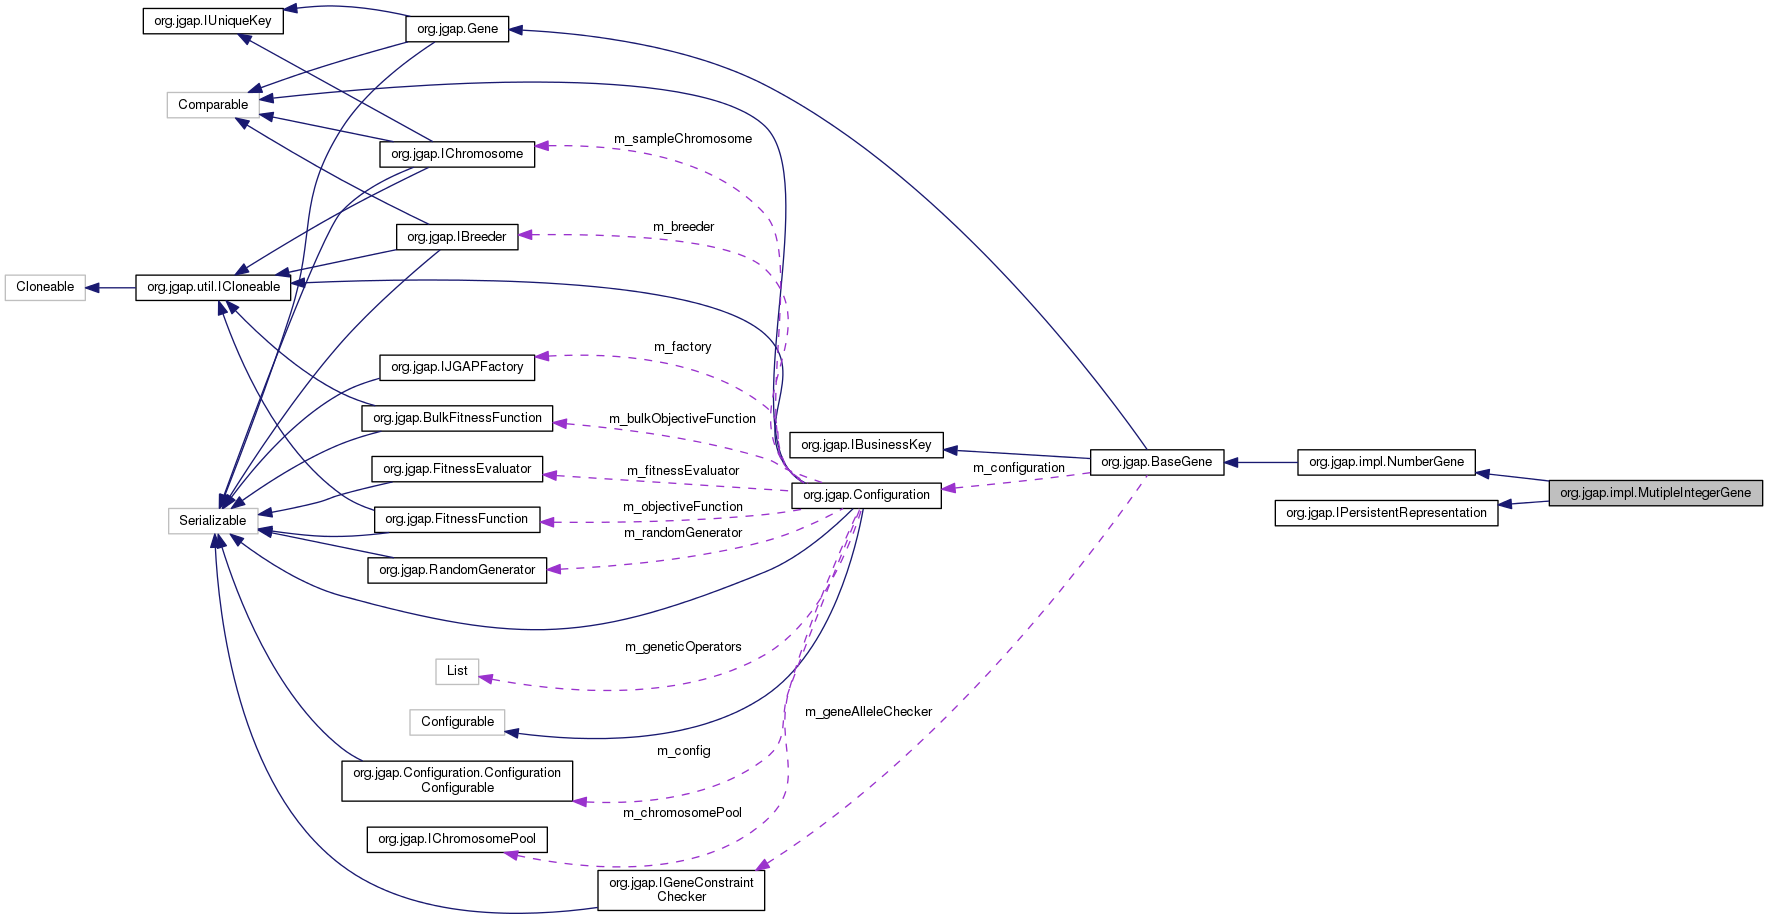 org.jgap.IUniqueKey
org.jgap.Gene
Comparable
m_sampleChromosome
org.jgap.IChromosome
m_breeder
org.jgap.IBreeder
Cloneable
org.jgap.util.ICloneable
m_factory
org.jgap.IJGAPFactory
m_bulkObjectiveFunction
org.jgap.BulkFitnessFunction
org.jgap.IBusinessKey
m_configuration
org.jgap.BaseGene
org.jgap.impl.NumberGene
m_fitnessEvaluator
org.jgap.FitnessEvaluator
org.jgap.Configuration
org.jgap.impl.MutipleIntegerGene
m_objectiveFunction
org.jgap.IPersistentRepresentation
Serializable
org.jgap.FitnessFunction
m_randomGenerator
org.jgap.RandomGenerator
m_geneticOperators
List
m_geneAlleleChecker
Configurable
m_config
org.jgap.Configuration.Configuration
Configurable
m_chromosomePool
org.jgap.IChromosomePool
org.jgap.IGeneConstraint
Checker